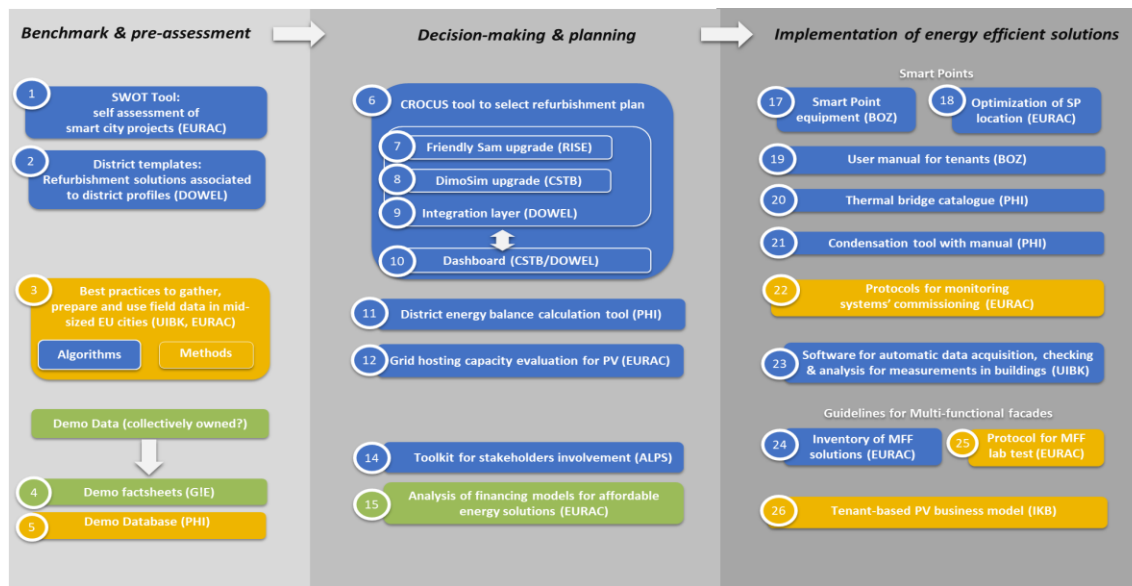 Benchmark & pre-assessment
1
SWOT Tool:
self assessment of
smart city projects (EURAC)
2
District templates:
Refurbishment solutions associated
to district profiles (DOWEL)
3
Best practices to gather,
prepare and use field data in mid-
sized EU cities (UIBK, EURAC)
Algorithms
Methods
Demo Data (collectively owned?)
4
Demo factsheets (G!E)
5
Demo Database (PHI)
Decision-making & planning
6
CROCUS tool to select refurbishment plan
7
Friendly Sam upgrade (RISE)
8
DimoSim upgrade (CSTB)
9
Integration layer (DOWEL)
10
Dashboard (CSTB/DOWEL)
11
District energy balance calculation tool (PHI)
12
Grid hosting capacity evaluation for PV (EURAC)
14
Toolkit for stakeholders involvement (ALPS)
15
Analysis of financing models for affordable
energy solutions (EURAC)
Implementation of energy efficient solutions
Smart Points
17
Smart Point
equipment (BOZ)
18
Optimization of SP
location (EURAC)
19
User manual for tenants (BOZ)
20
Thermal bridge catalogue (PHI)
21
Condensation tool with manual (PHI)
22
Protocols for monitoring
systems' commissioning (EURAC)
23
Software for automatic data acquisition, checking
& analysis for measurements in buildings (UIBK)
Guidelines for Multi-functional facades
24
Inventory of MFF
solutions (EURAC)
25
Protocol for MFF
lab test (EURAC)
26
Tenant-based PV business model (IKB)